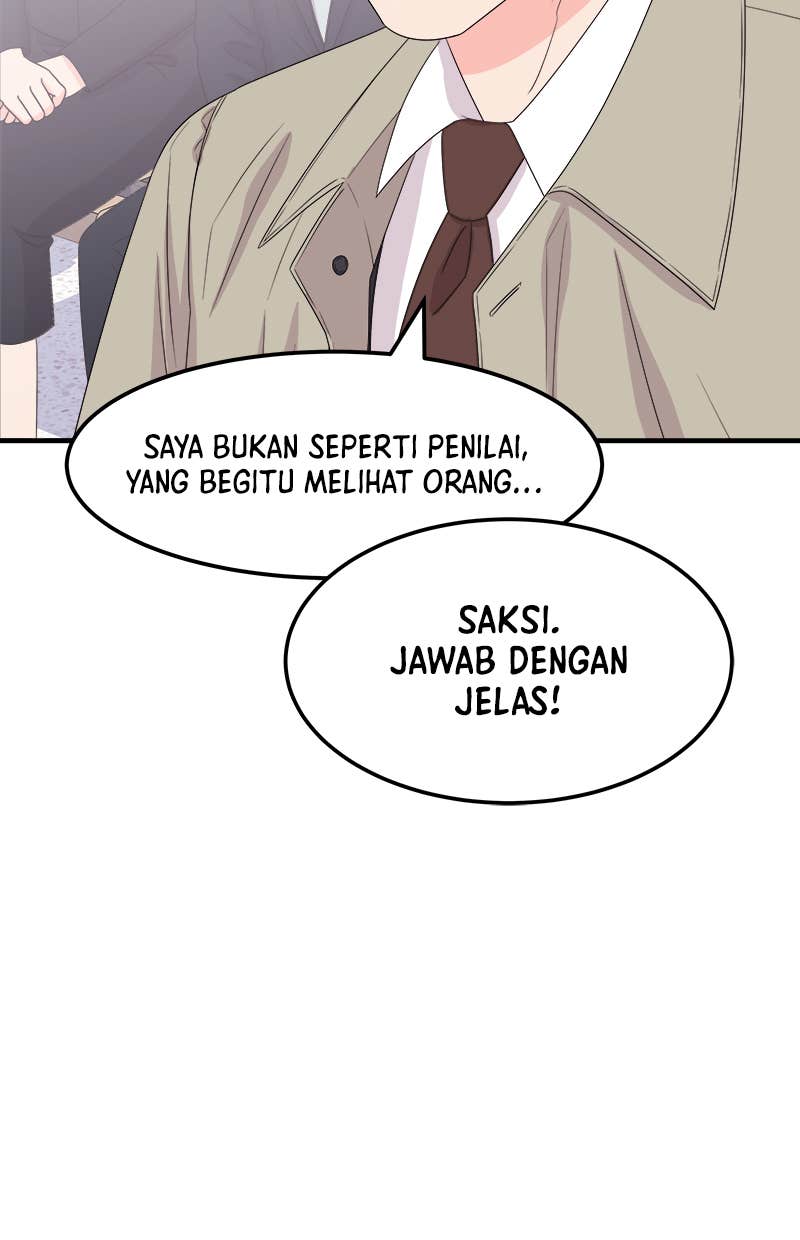 SAYA BUKAN SEPERTI PENILAI,
YANG BEGITU MELIHAT ORANG...
SAKSI.
JAWAB DENGAN
JELAS!